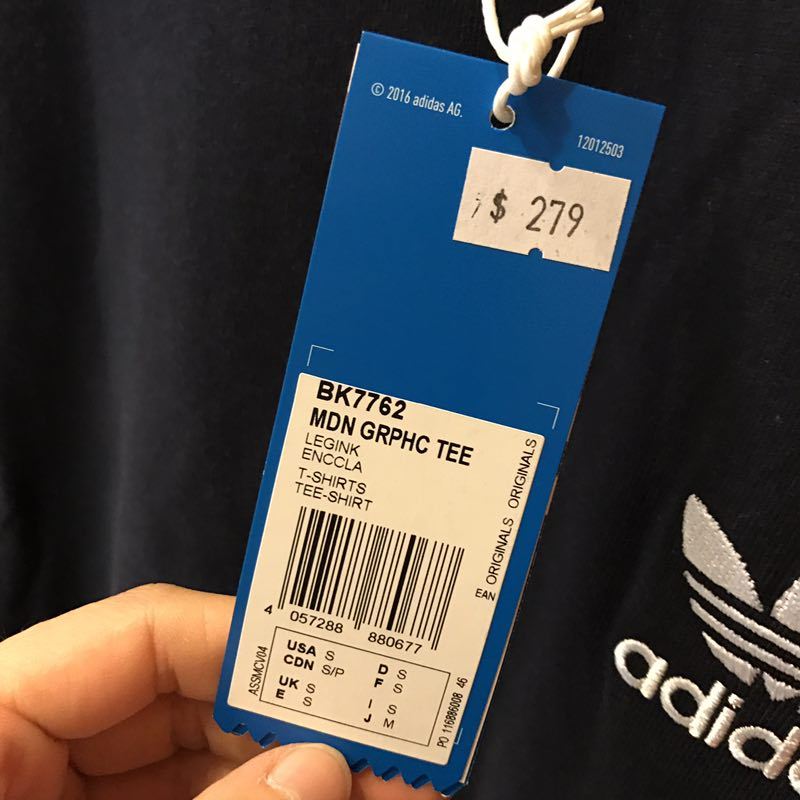 © 2016 adidas AG.
12012503
$ 279
BK7762
MDN GRPHC TEE
LEGINK
ENCCLA
T-SHIRTS
TEE-SHIRT
EAN ORIGINALS ORIGINALS
4 057288 880677
ASSMCV04
USA S
CDN S/P
UK S
E S
D S
F S
I S
J M
PO 116886008 46
adidas